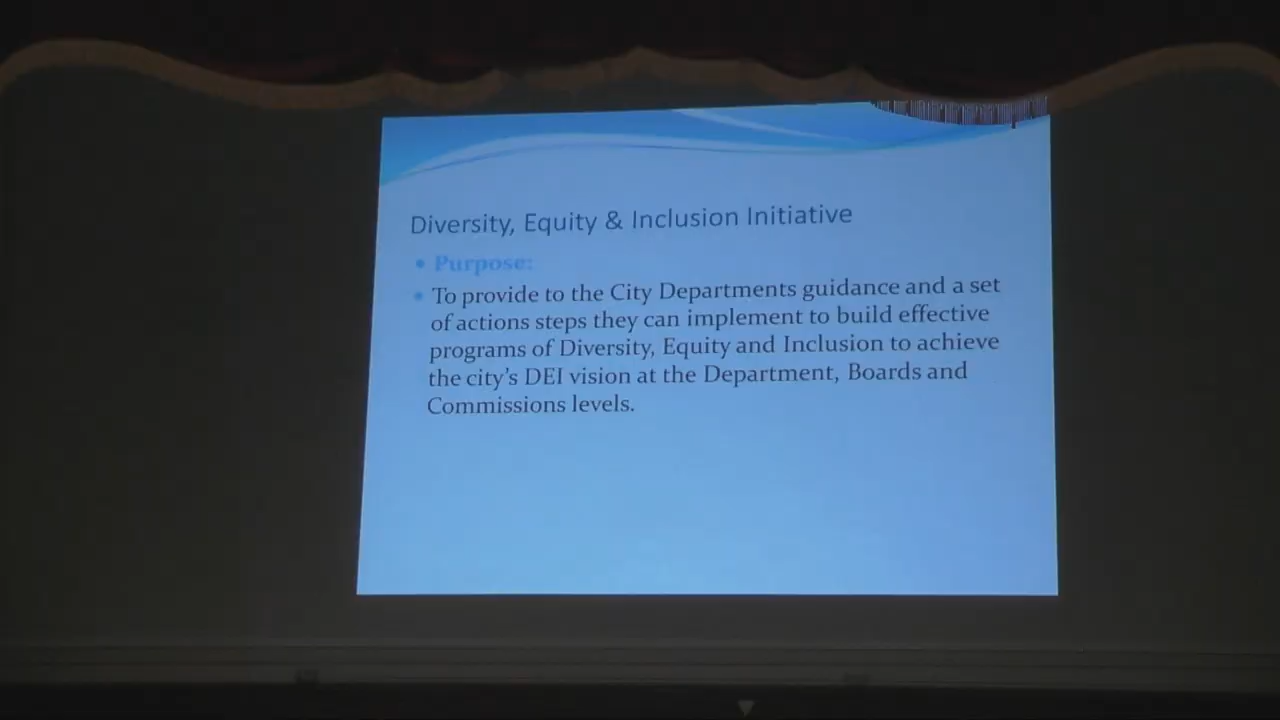 Diversity, Equity & Inclusion Initiative
• Purpose:
• To provide to the City Departments guidance and a set
of actions steps they can implement to build effective
programs of Diversity, Equity and Inclusion to achieve
the city's DEI vision at the Department, Boards and
Commissions levels.